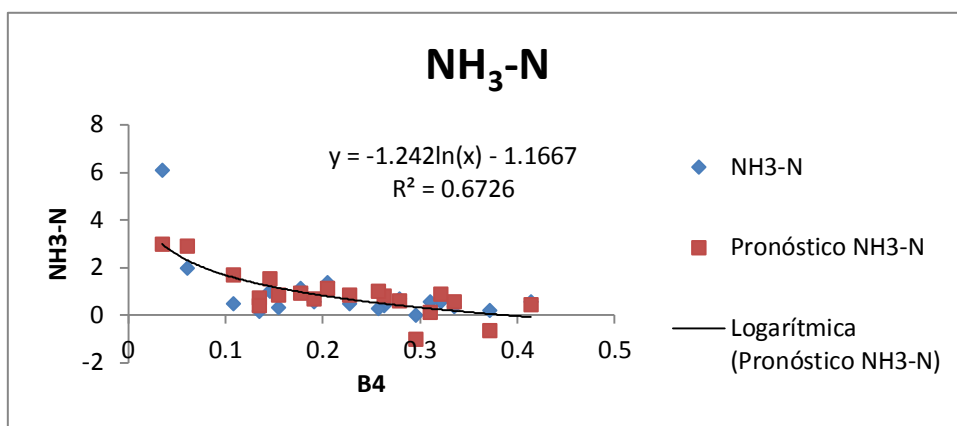 NH₃-N
8
6
4
2
0
-2
NH3-N
y = -1.242ln(x) - 1.1667
R² = 0.6726
0 0.1 0.2 0.3 0.4 0.5
B4
NH3-N
Pronóstico NH3-N
Logarítmica
(Pronóstico NH3-N)